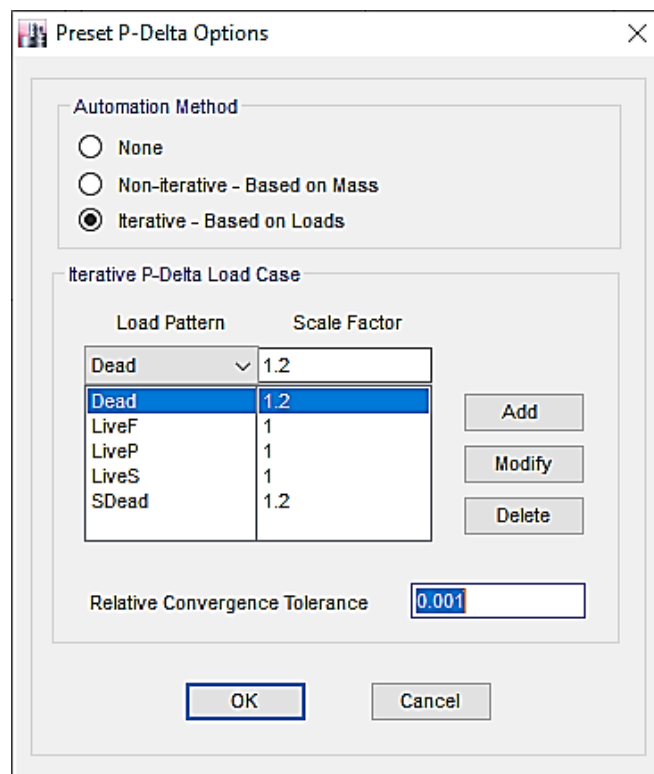 Preset P-Delta Options
Automation Method
None
Non-iterative - Based on Mass
Iterative - Based on Loads
Iterative P-Delta Load Case
Load Pattern Scale Factor
Dead 1.2
Dead 1.2
LiveF 1
LiveP 1
LiveS 1
SDead 1.2
Add
Modify
Delete
Relative Convergence Tolerance 0.001
OK Cancel